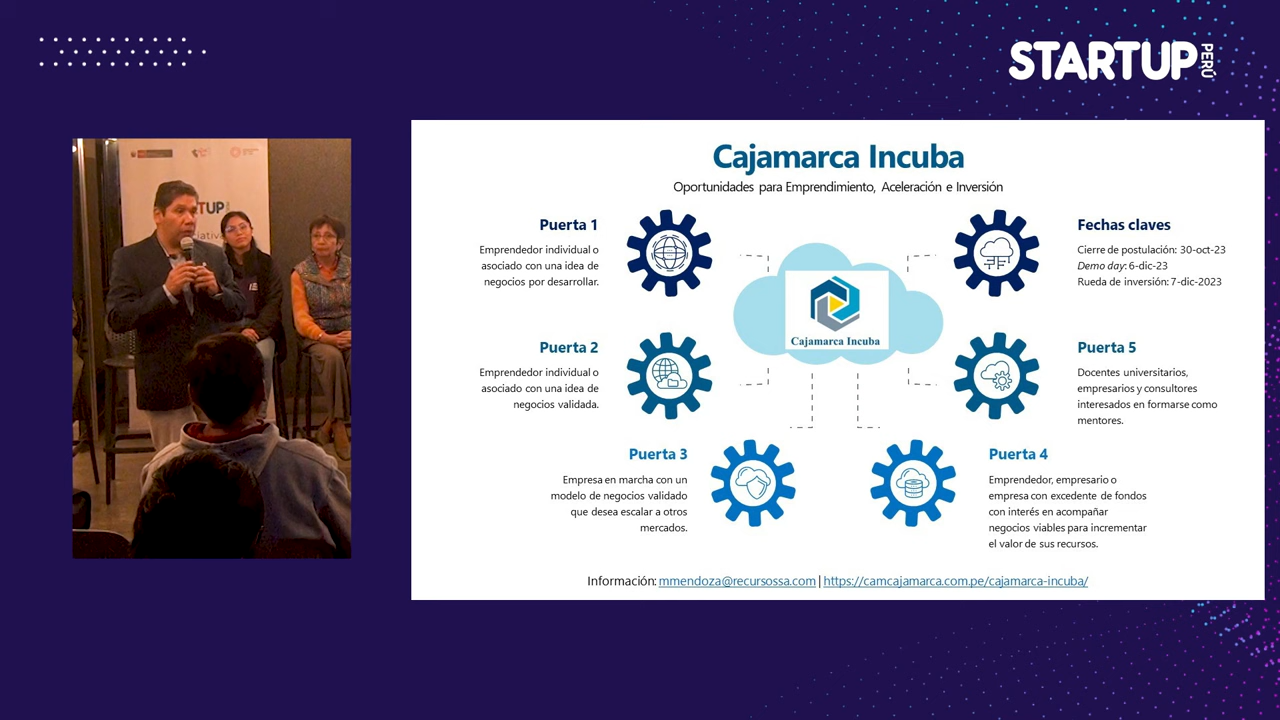 STARTUP
PERÚ
TUP
Cajamarca Incuba
Oportunidades para Emprendimiento, Aceleración e Inversión
Puerta 1
Emprendedor individual o
asociado con una idea de
negocios por desarrollar.
Fechas claves
Cierre de postulación: 30-oct-23
Demo day: 6-dic-23
Rueda de inversión: 7-dic-2023
Cajamarca Incuba
Puerta 2
Emprendedor individual o
asociado con una idea de
negocios validada.
Puerta 5
Docentes universitarios,
empresarios y consultores
interesados en formarse como
mentores.
Puerta 3
Empresa en marcha con un
modelo de negocios validado
que desea escalar a otros
mercados.
Puerta 4
Emprendedor, empresario o
empresa con excedente de fondos
con interés en acompañar
negocios viables para incrementar
el valor de sus recursos.
Información: mmendoza@recursossa.com | https://camcajamarca.com.pe/cajamarca-incuba/